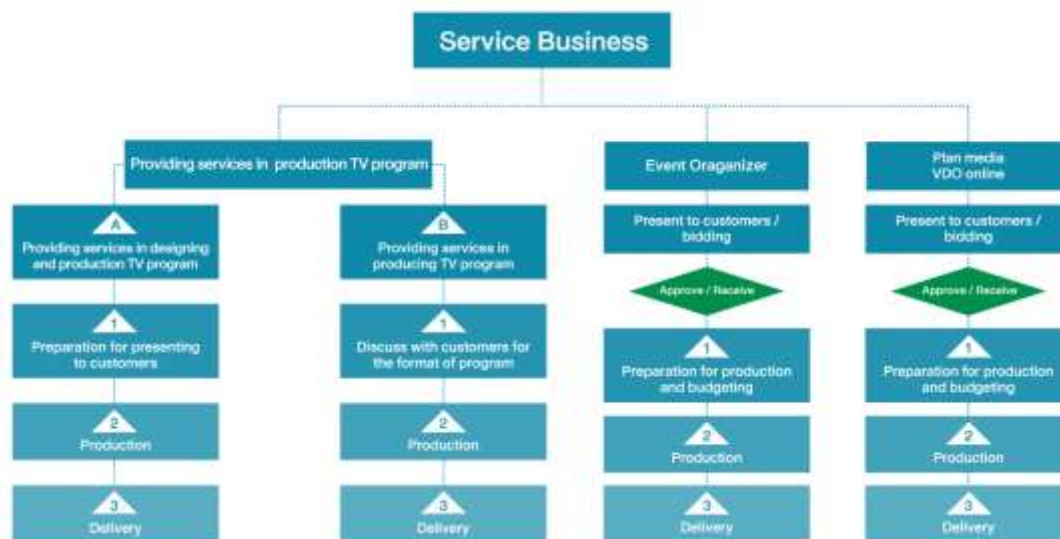 Service Business
Providing services in production TV program
Event Oraganizer
Plan media
VDO online
A
Providing services in designing
and production TV program
B
Providing services in
producing TV program
Present to customers /
bidding
Present to customers /
bidding
Approve / Receive
Approve / Receive
1
Preparation for presenting
to customers
1
Discuss with customers for
the format of program
1
Preparation for production
and budgeting
1
Preparation for production
and budgeting
2
Production
2
Production
2
Production
2
Production
3
Delivery
3
Delivery
3
Delivery
3
Delivery